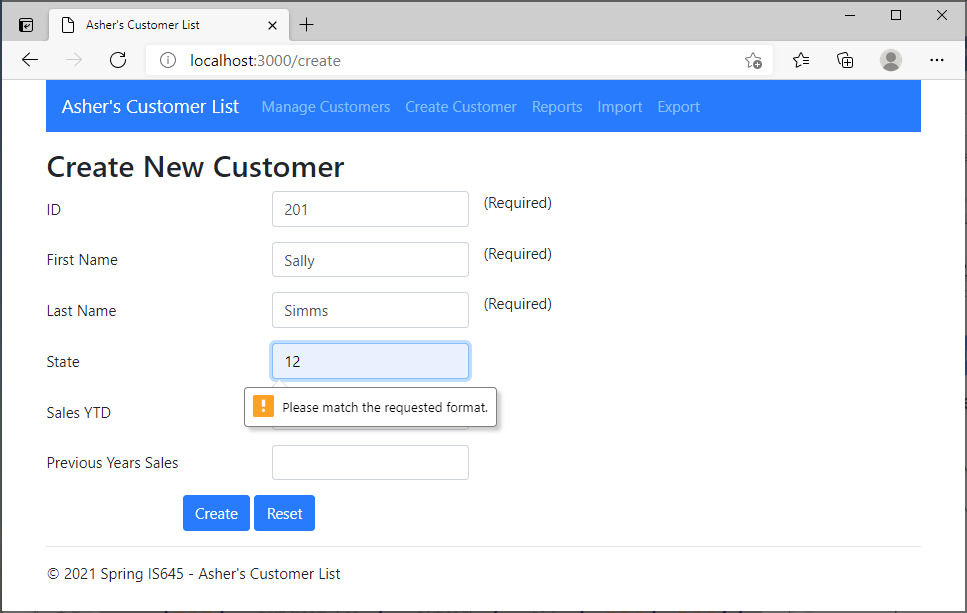 Asher's Customer List
localhost:3000/create
Asher's Customer List Manage Customers Create Customer Reports Import Export
Create New Customer
ID 201 (Required)
First Name Sally (Required)
Last Name Simms (Required)
State 12
Please match the requested format.
Sales YTD
Previous Years Sales
Create Reset
© 2021 Spring IS645 - Asher's Customer List